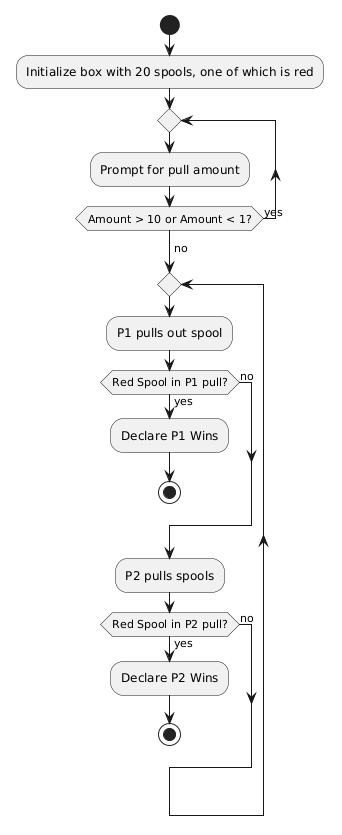 Initialize box with 20 spools, one of which is red
Prompt for pull amount
Amount > 10 or Amount < 1?
yes
no
P1 pulls out spool
Red Spool in P1 pull?
no
yes
Declare P1 Wins
P2 pulls spools
Red Spool in P2 pull?
no
yes
Declare P2 Wins